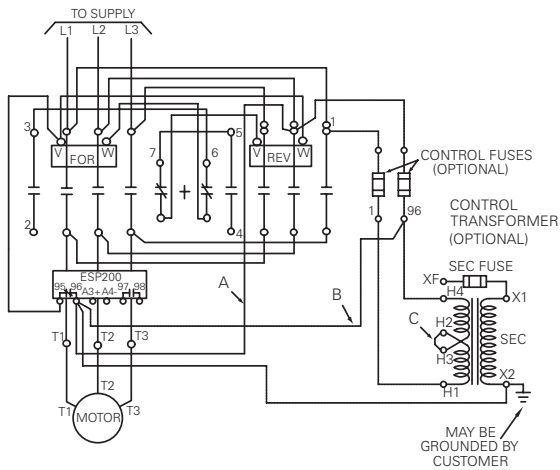 TO SUPPLY
L1 L2 L3
3
V FOR W
7
6
5
V REV W
1
2
4
CONTROL FUSES
(OPTIONAL)
1
96
CONTROL
TRANSFORMER
(OPTIONAL)
SEC FUSE
XF
H4
X1
H2
H3
SEC
H1
X2
A
B
C
ESP200
95 96 A3+ A4- 97 98
T1 T2 T3
T1 T2 T3
MOTOR
MAY BE
GROUNDED BY
CUSTOMER